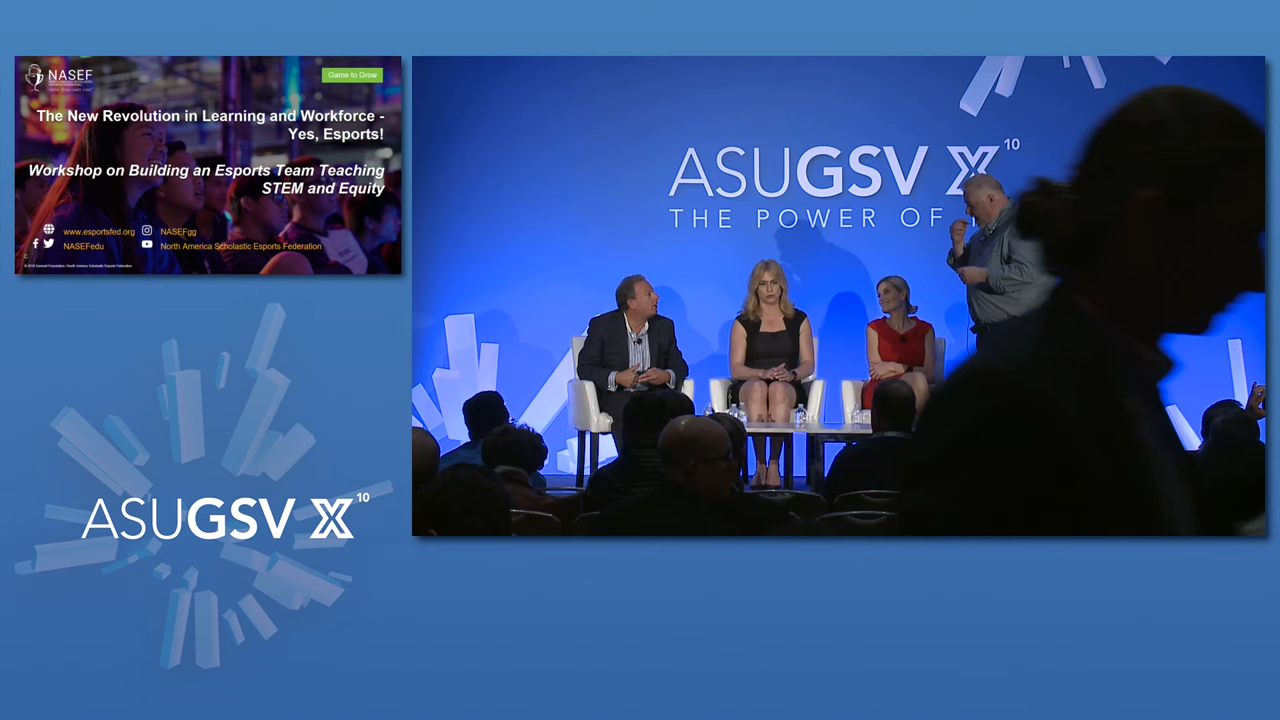 NASEF
Game to Grow
The New Revolution in Learning and Workforce -
Yes, Esports!
Workshop on Building an Esports Team Teaching
STEM and Equity
www.esportsfed.org
NASEFgg
NASEFedu
North America Scholastic Esports Federation
ASUGSV X 10
THE POWER OF
ASUGSV X 10